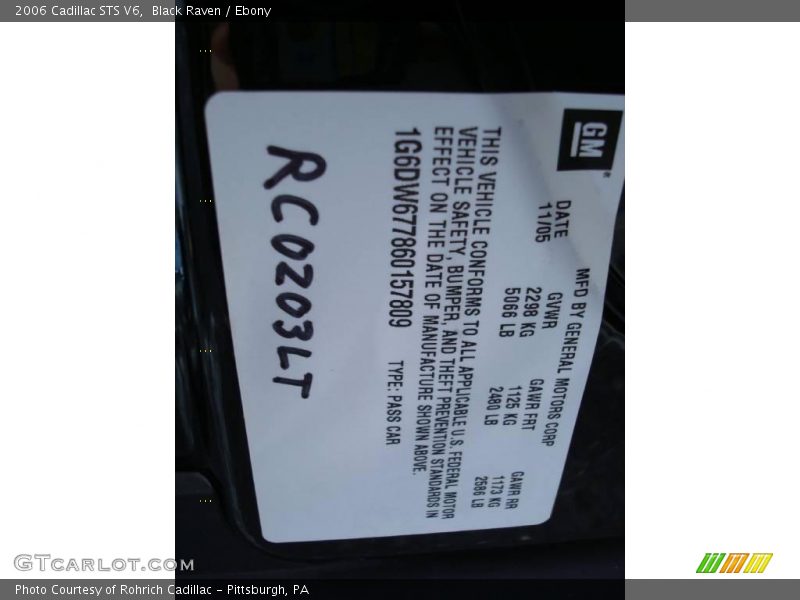 2006 Cadillac STS V6, Black Raven / Ebony
GM®
MFD BY GENERAL MOTORS CORP
DATE GVWR GAWR FRT GAWR RR
11/05 2298 KG 1125 KG 1173 KG
5066 LB 2480 LB 2586 LB
THIS VEHICLE CONFORMS TO ALL APPLICABLE U.S. FEDERAL MOTOR
VEHICLE SAFETY, BUMPER, AND THEFT PREVENTION STANDARDS IN
EFFECT ON THE DATE OF MANUFACTURE SHOWN ABOVE.
1G6DW677860157809 TYPE: PASS CAR
RC0203LT
GTcarlot.com
Photo Courtesy of Rohrich Cadillac - Pittsburgh, PA